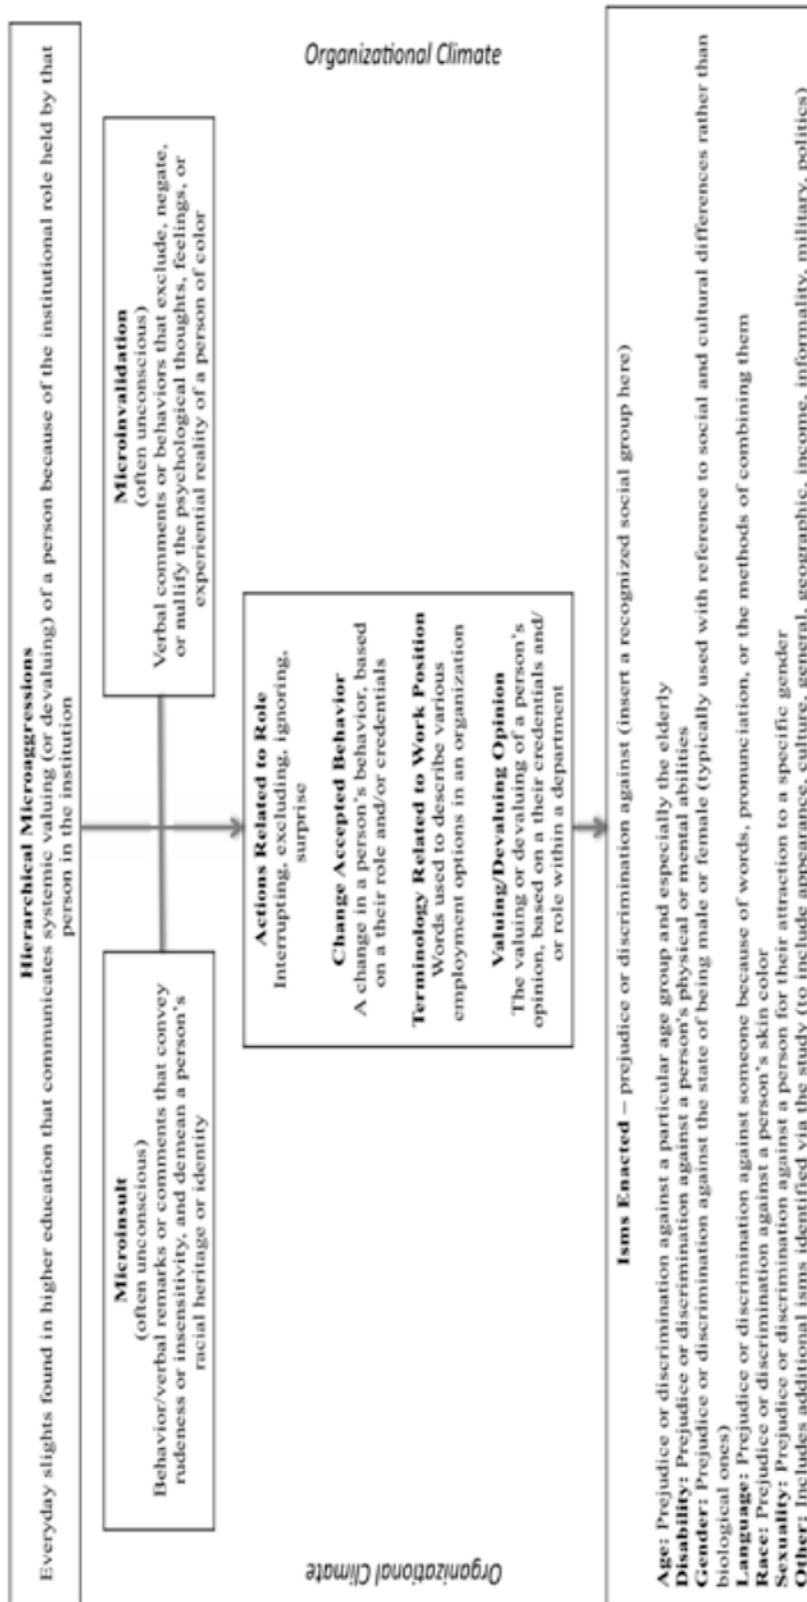 Hierarchical Microaggressions
Everyday slights found in higher education that communicates systemic valuing (or devaluing) of a person because of the institutional role held by that
person in the institution
Microinsult
(often unconscious)
Behavior/verbal remarks or comments that convey
rudeness or insensitivity, and demean a person's
racial heritage or identity
Microinvalidation
(often unconscious)
Verbal comments or behaviors that exclude, negate,
or nullify the psychological thoughts, feelings, or
experiential reality of a person of color
Actions Related to Role
Interrupting, excluding, ignoring,
surprise
Change Accepted Behavior
A change in a person's behavior, based
on a their role and/or credentials
Terminology Related to Work Position
Words used to describe various
employment options in an organization
Valuing/Devaluing Opinion
The valuing or devaluing of a person's
opinion, based on a their credentials and/
or role within a department
Organizational Climate
Organizational Climate
Isms Enacted – prejudice or discrimination against (insert a recognized social group here)
Age: Prejudice or discrimination against a particular age group and especially the elderly
Disability: Prejudice or discrimination against a person's physical or mental abilities
Gender: Prejudice or discrimination against the state of being male or female (typically used with reference to social and cultural differences rather than
biological ones)
Language: Prejudice or discrimination against someone because of words, pronunciation, or the methods of combining them
Race: Prejudice or discrimination against a person's skin color
Sexuality: Prejudice or discrimination against a person for their attraction to a specific gender
Other: Includes additional isms identified via the study (to include appearance, culture, general, geographic, income, informality, military, politics)